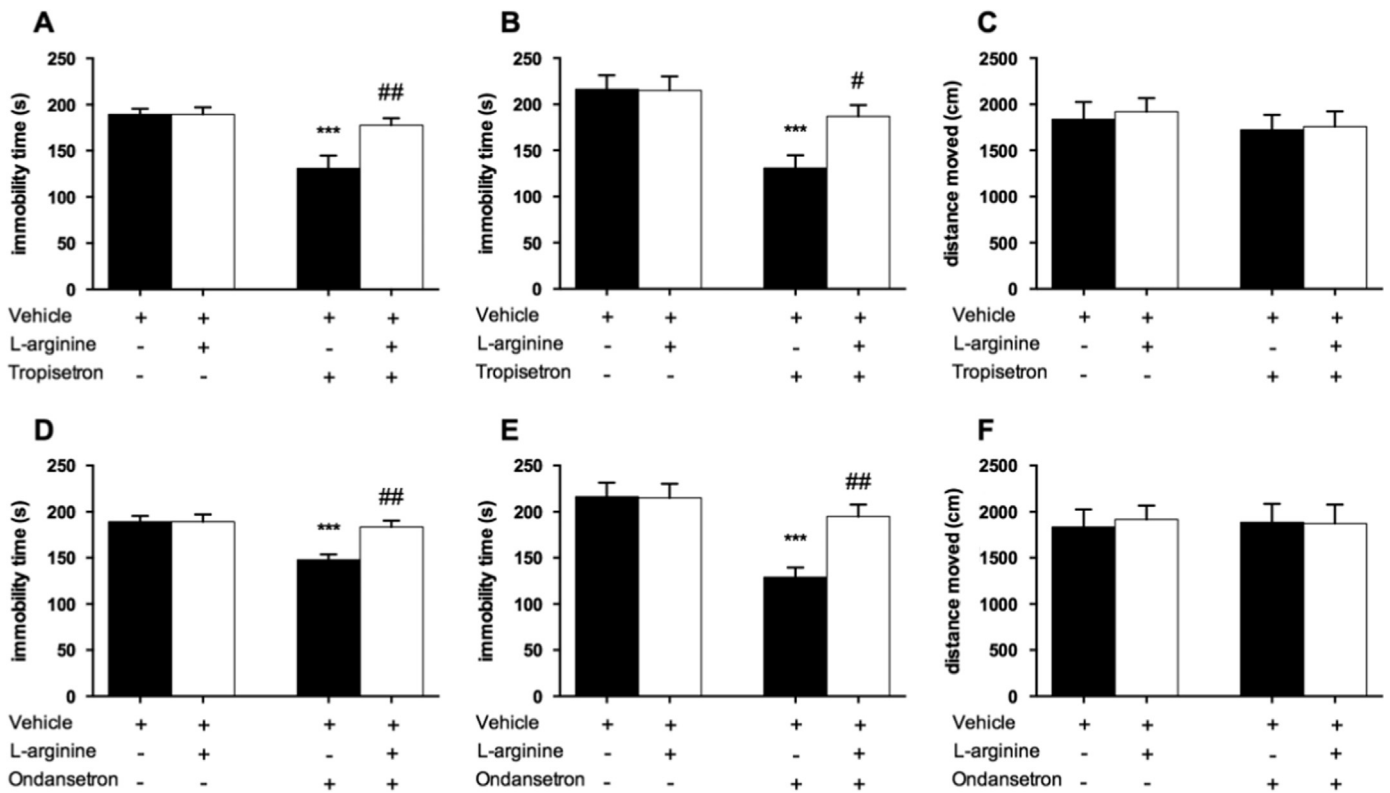 A B C
250 250 2500
200 200 2000
150 150 1500
100 100 1000
50 50 500
0 0 0
immobility time (s) immobility time (s) distance moved (cm)
*** ## *** #
Vehicle + + + + Vehicle + + + + Vehicle + + + +
L-arginine - + - + L-arginine - + - + L-arginine - + - +
Tropisetron - - + + Tropisetron - - + + Tropisetron - - + +
D E F
250 250 2500
200 200 2000
150 150 1500
100 100 1000
50 50 500
0 0 0
immobility time (s) immobility time (s) distance moved (cm)
*** ## *** ##
Vehicle + + + + Vehicle + + + + Vehicle + + + +
L-arginine - + - + L-arginine - + - + L-arginine - + - +
Ondansetron - - + + Ondansetron - - + + Ondansetron - - + +